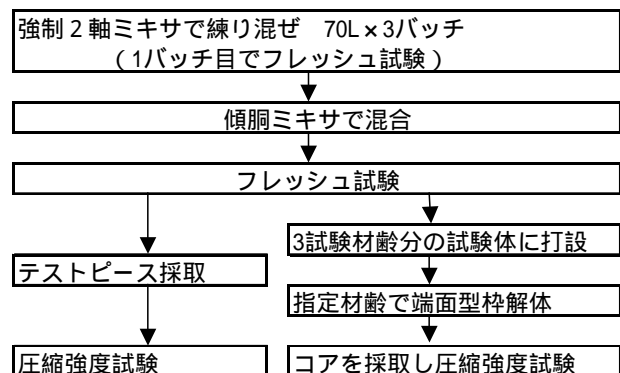 強制２軸ミキサで練り混ぜ　70L×3バッチ
（1バッチ目でフレッシュ試験）
傾胴ミキサで混合
フレッシュ試験
3試験材齢分の試験体に打設
テストピース採取
指定材齢で端面型枠解体
圧縮強度試験
コアを採取し圧縮強度試験